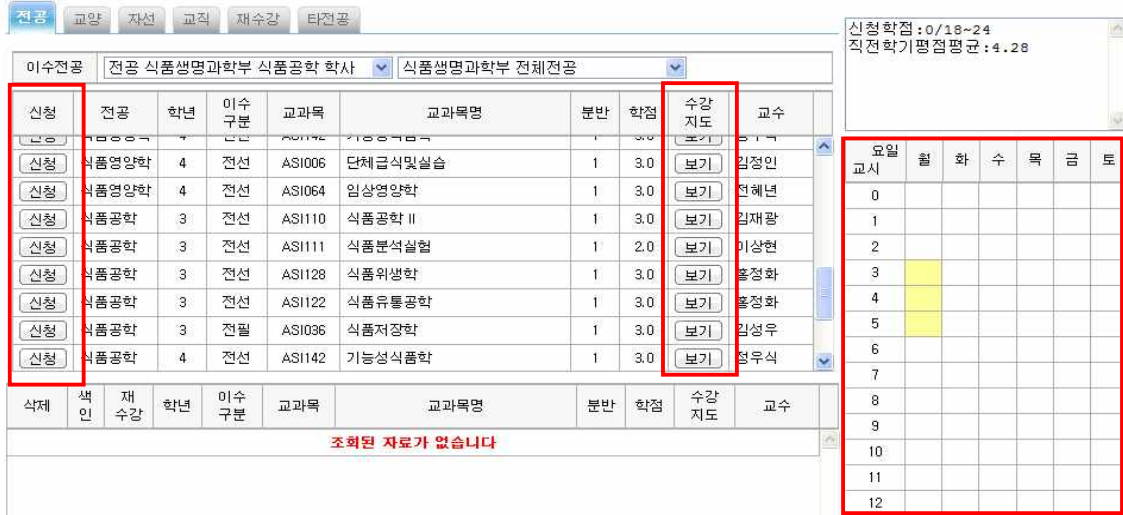 전공 교양 자선 교직 재수강 타전공
신청학점:0/18~24
직전학기평점평균:4.28
이수전공 전공 식품생명과학부 식품공학 학사 식품생명과학부 전체전공
신청 전공 학년 이수구분 교과목 교과목명 분반 학점 수강지도 교수
신청 식품영양학 4 전선 ASI006 단체급식및실습 1 3.0 보기 김정인
신청 식품영양학 4 전선 ASI064 임상영양학 1 3.0 보기 전혜년
신청 식품공학 3 전선 ASI110 식품공학 II 1 3.0 보기 김재광
신청 식품공학 3 전선 ASI111 식품분석실험 1 2.0 보기 이상현
신청 식품공학 3 전선 ASI128 식품위생학 1 3.0 보기 홍정화
신청 식품공학 3 전선 ASI122 식품유통공학 1 3.0 보기 홍정화
신청 식품공학 3 전필 ASI036 식품저장학 1 3.0 보기 김성우
신청 식품공학 4 전선 ASI142 기능성식품학 1 3.0 보기 정우식
삭제 색인 재수강 학년 이수구분 교과목 교과목명 분반 학점 수강지도 교수
조회된 자료가 없습니다
요일 교시 월 화 수 목 금 토
0
1
2
3
4
5
6
7
8
9
10
11
12